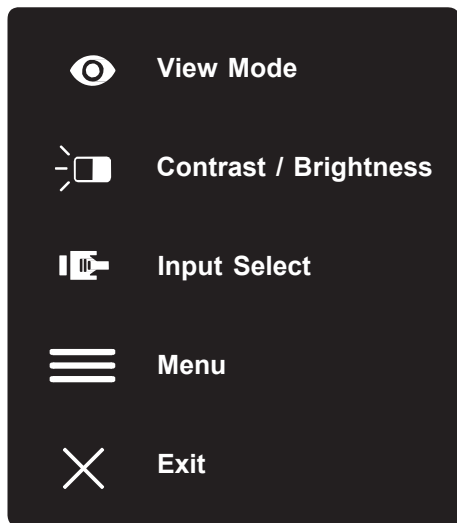 View Mode
Contrast / Brightness
Input Select
Menu
Exit